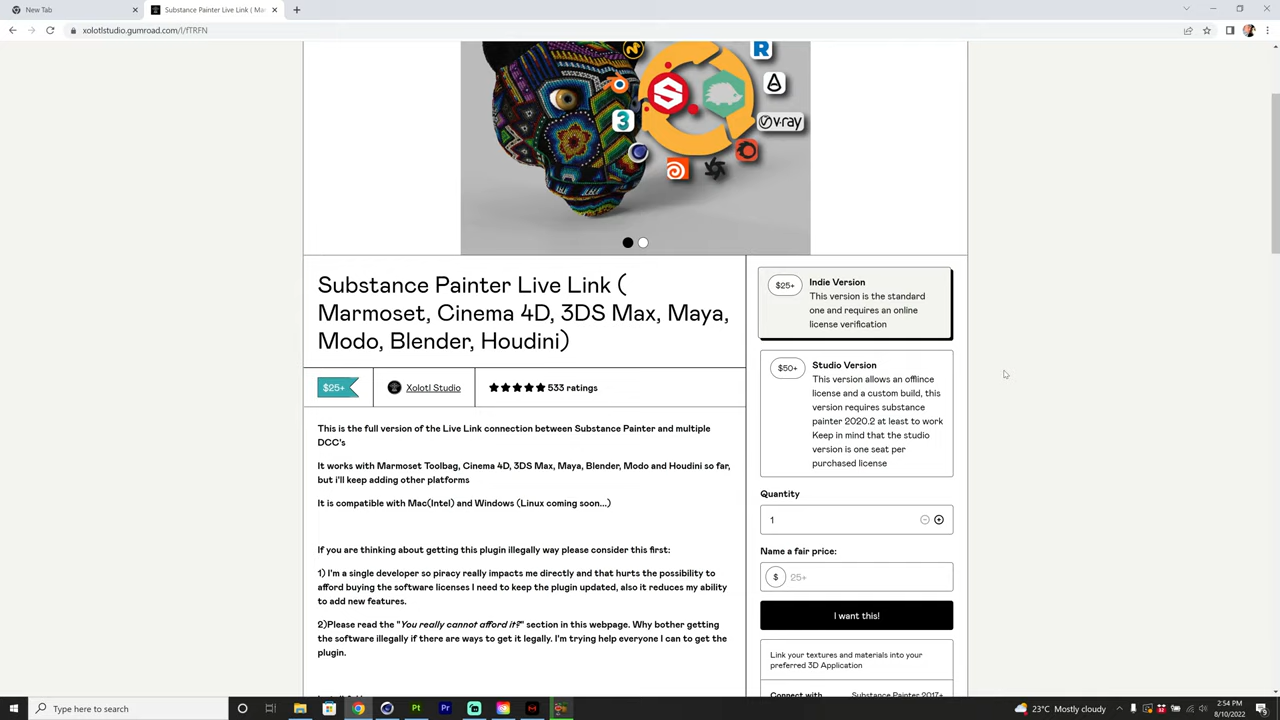 New Tab
Substance Painter Live Link ( Ma
xolotlstudio.gumroad.com/l/fTRFN
S
R
3
v·ray
Substance Painter Live Link (
Marmoset, Cinema 4D, 3DS Max, Maya,
Modo, Blender, Houdini)
$25+
Xolotl Studio
533 ratings
This is the full version of the Live Link connection between Substance Painter and multiple
DCC's
It works with Marmoset Toolbag, Cinema 4D, 3DS Max, Maya, Blender, Modo and Houdini so far,
but i'll keep adding other platforms
It is compatible with Mac(Intel) and Windows (Linux coming soon...)
If you are thinking about getting this plugin illegally way please consider this first:
1) I'm a single developer so piracy really impacts me directly and that hurts the possibility to
afford buying the software licenses I need to keep the plugin updated, also it reduces my ability
to add new features.
2)Please read the "You really cannot afford it?" section in this webpage. Why bother getting
the software illegally if there are ways to get it legally. I'm trying help everyone I can to get the
plugin.
$25+
Indie Version
This version is the standard
one and requires an online
license verification
$50+
Studio Version
This version allows an offlince
license and a custom build, this
version requires substance
painter 2020.2 at least to work
Keep in mind that the studio
version is one seat per
purchased license
Quantity
1
Name a fair price:
$
25+
I want this!
Link your textures and materials into your
preferred 3D Application
Connect with
Substance Painter 2017+
Type here to search
Pt
Pr
23°C Mostly cloudy
2:54 PM
8/10/2022